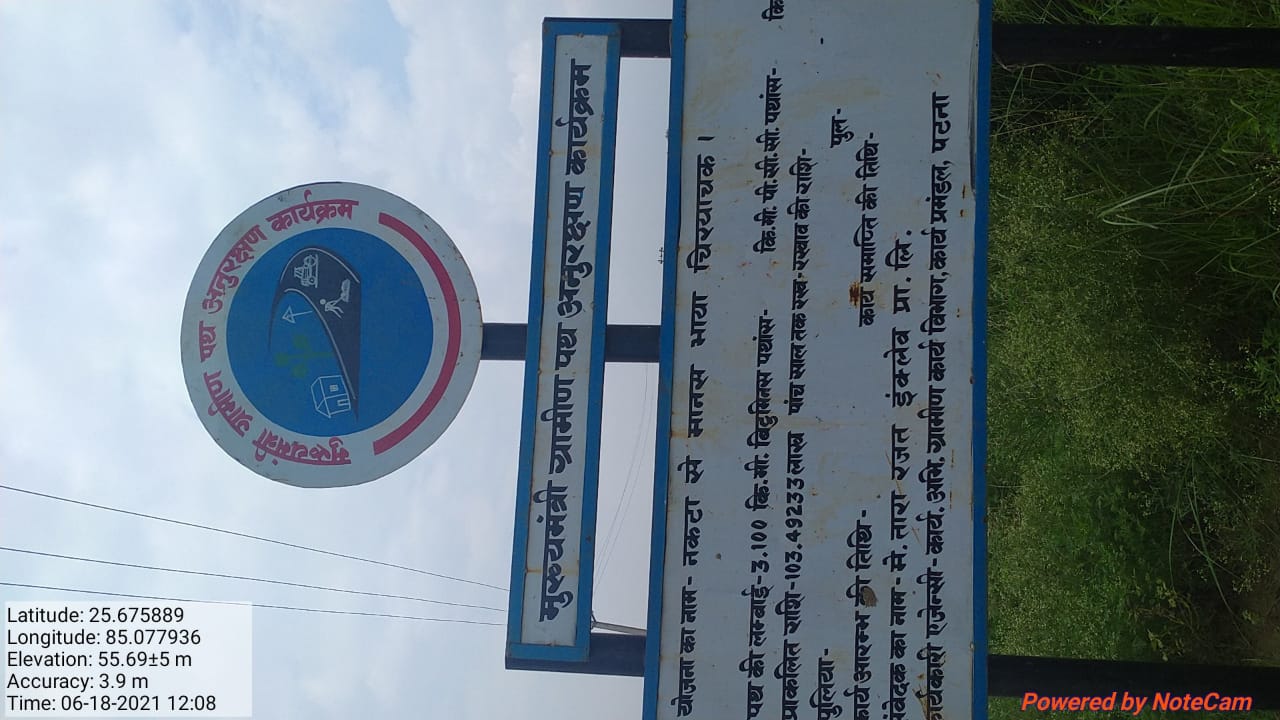 मुख्यमंत्री ग्रामीण पथ अनुरक्षण कार्यक्रम
मुख्यमंत्री ग्रामीण पथ अनुरक्षण कार्यक्रम
योजना का नाम- नकटा से मानस भाया चिरयाचक।
पथ की लम्बाई-3.100 कि.मी. बिटुमिनस पथांस- कि.मी. पी.सी.सी. पथांस- कि
प्राकलित राशि-103.49233लाख पांच साल तक रख-रखाव की राशि-
पुलिया- पुल-
कार्य आरम्भ की तिथि- कार्य समाप्ति की तिथि-
संवेदक का नाम- मे. तारा रजत इंक्लेव प्रा. लि.
कार्यकारी एजेन्सी- कार्य. अभि. ग्रामीण कार्य विभाग, कार्य प्रमंडल, पटना
Latitude: 25.675889
Longitude: 85.077936
Elevation: 55.69±5 m
Accuracy: 3.9 m
Time: 06-18-2021 12:08
Powered by NoteCam